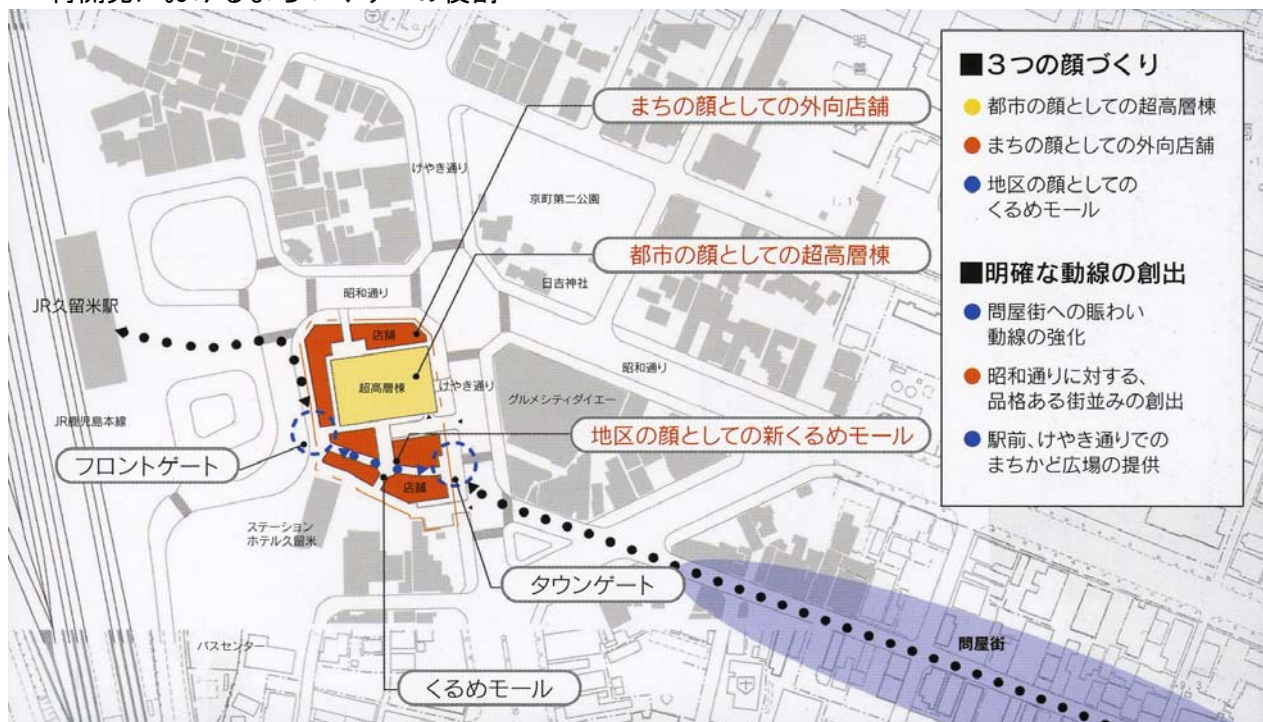 まちの顔としての外向店舗
けやき通り
京町第二公園
都市の顔としての超高層棟
日吉神社
昭和通り
JR久留米駅
店舗
超高層棟
けやき通り
昭和通り
グルメシティダイエー
JR鹿児島本線
地区の顔としての新くるめモール
フロントゲート
店舗
ステーション
ホテル久留米
タウンゲート
バスセンター
問屋街
くるめモール
■3つの顔づくり
都市の顔としての超高層棟
まちの顔としての外向店舗
地区の顔としての
くるめモール
■明確な動線の創出
問屋街への賑わい
動線の強化
昭和通りに対する、
品格ある街並みの創出
駅前、けやき通りでの
まちかど広場の提供